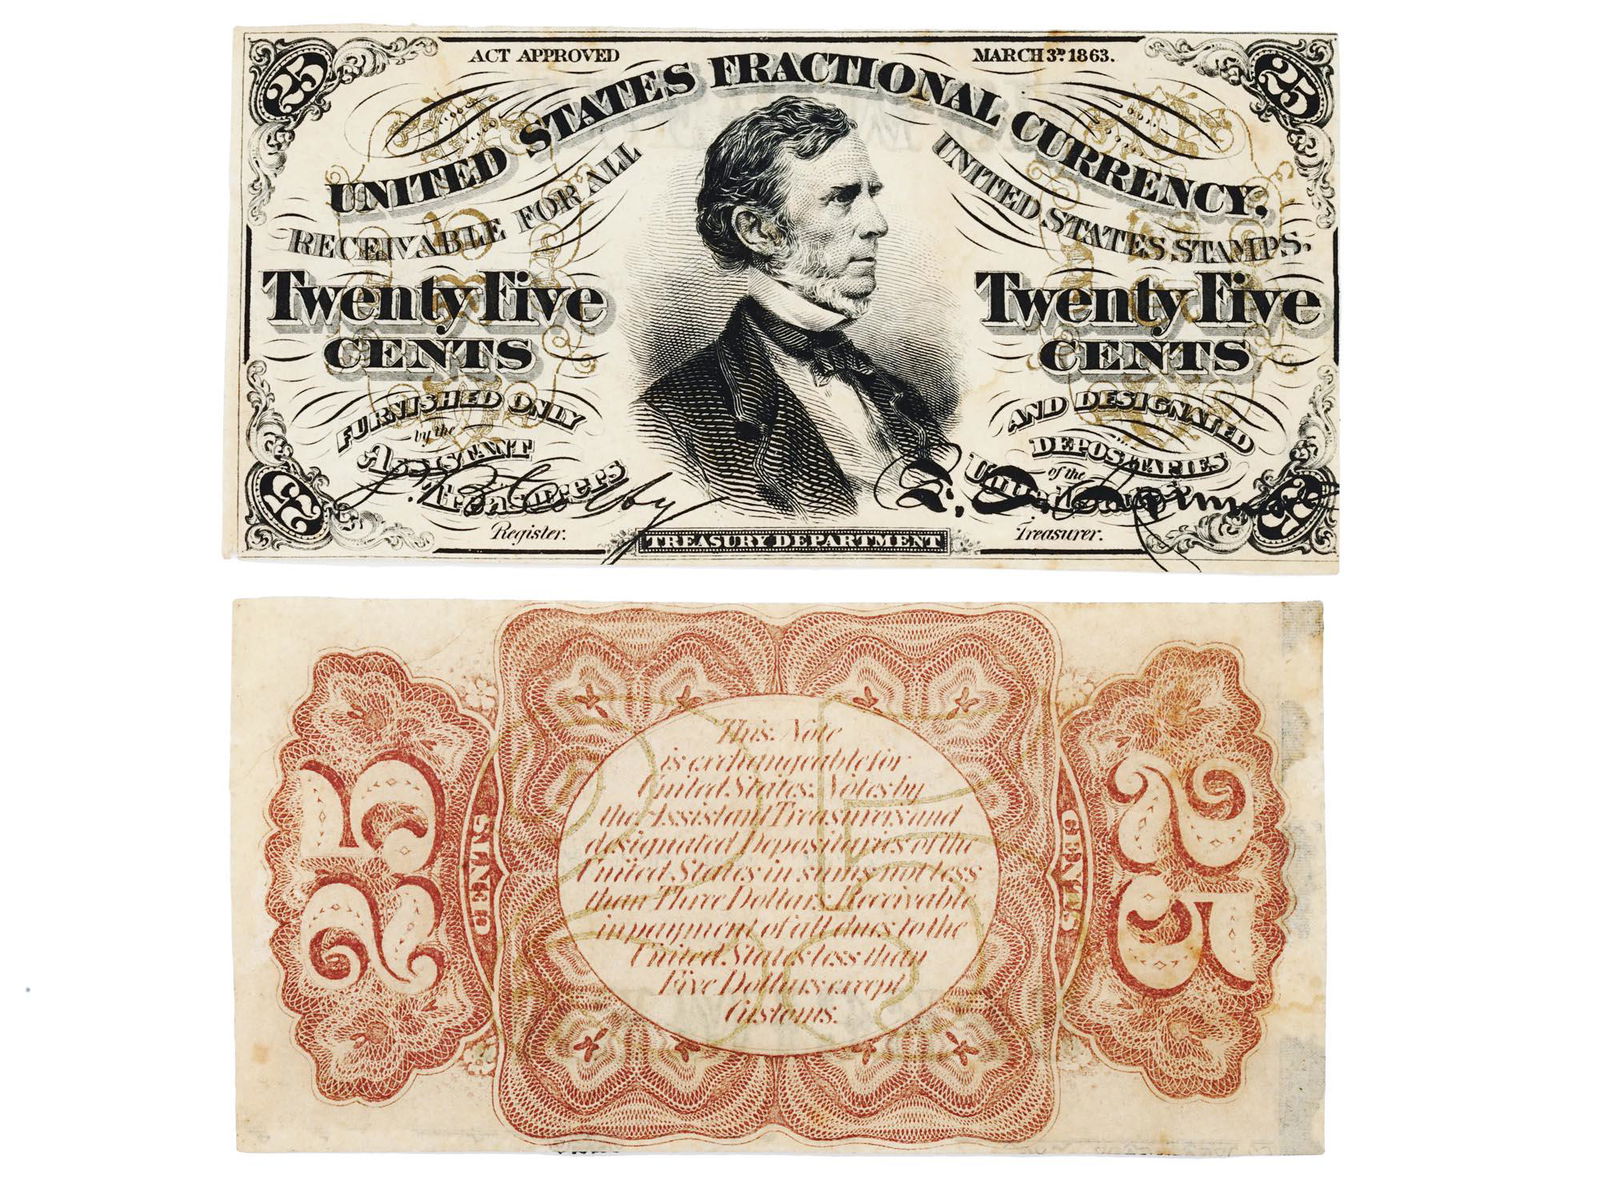 25
ACT APPROVED
MARCH 3ᴰ 1863.
25
UNITED STATES FRACTIONAL CURRENCY,
RECEIVABLE FOR ALL
UNITED STATES STAMPS.
Twenty Five
CENTS
Twenty Five
CENTS
FURNISHED ONLY
by the
ASSISTANT
Treasurers
AND DESIGNATED
DEPOSITARIES
of the
United States
25
Register.
TREASURY DEPARTMENT
Treasurer.
25
This Note
is exchangeable for
United States Notes by
the Assistant Treasurers and
designated Depositaries of the
United States in sums not less
than Three Dollars. Receivable
in payment of all dues to the
United States less than
Five Dollars except
Customs.
25
CENTS
CENTS
25